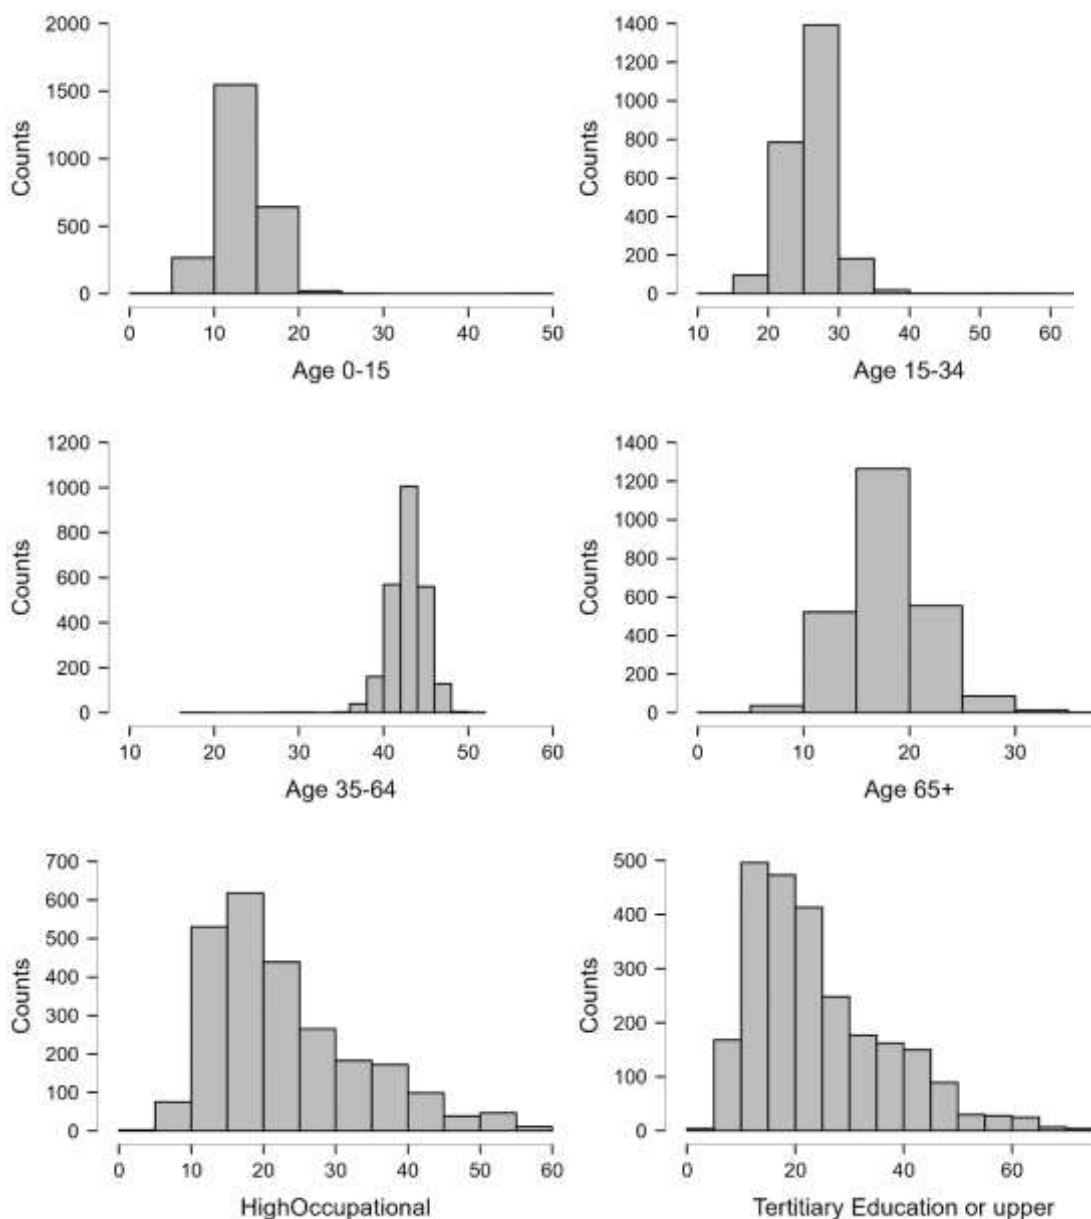 2000
1500
1000
500
0
Counts
0 10 20 30 40 50
Age 0-15
1400
1200
1000
800
600
400
200
0
Counts
10 20 30 40 50 60
Age 15-34
1200
1000
800
600
400
200
0
Counts
10 20 30 40 50 60
Age 35-64
1400
1200
1000
800
600
400
200
0
Counts
0 10 20 30
Age 65+
700
600
500
400
300
200
100
0
Counts
0 10 20 30 40 50 60
HighOccupational
500
400
300
200
100
0
Counts
0 20 40 60
Tertitiary Education or upper